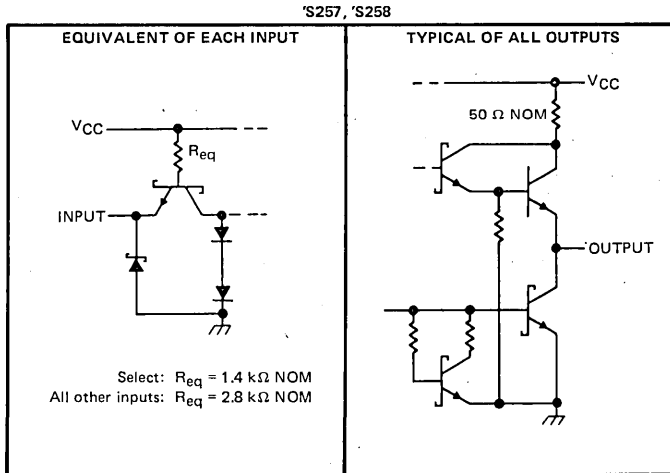 'S257, 'S258
EQUIVALENT OF EACH INPUT
VCC
Req
INPUT
Select: Req = 1.4 kΩ NOM
All other inputs: Req = 2.8 kΩ NOM
TYPICAL OF ALL OUTPUTS
VCC
50 Ω NOM
OUTPUT